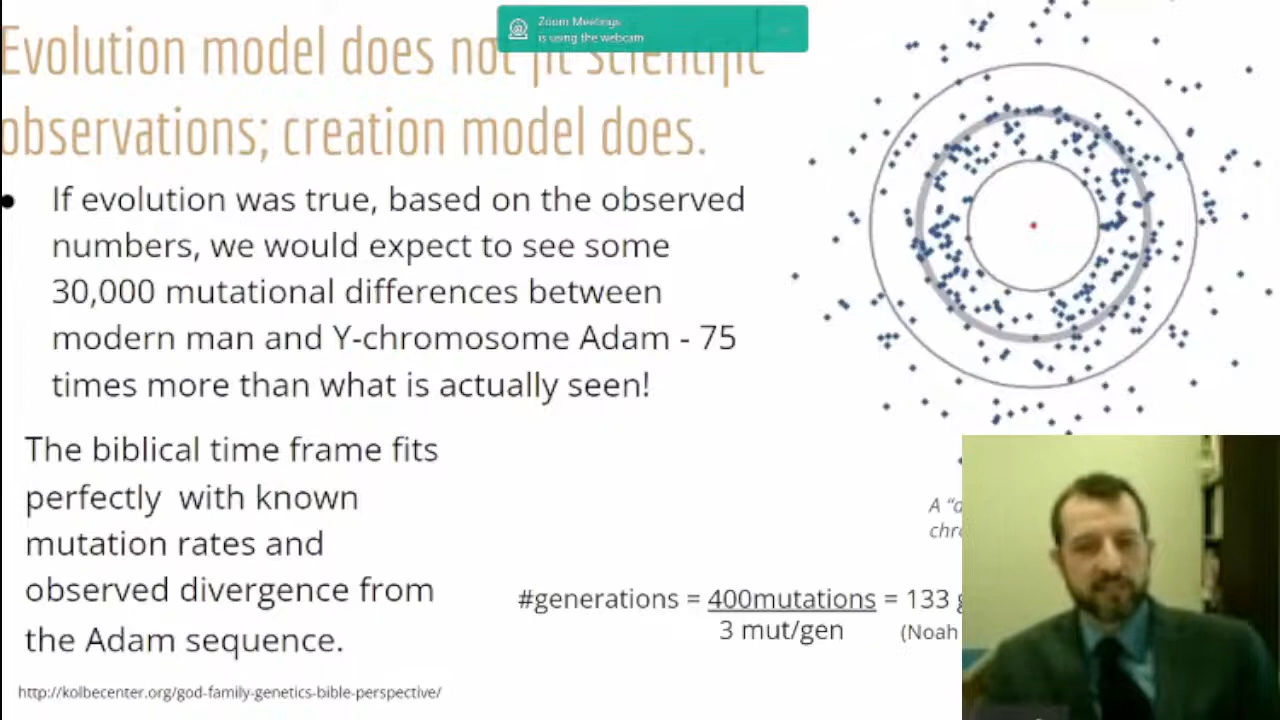 Zoom Meetings
is using the webcam
Evolution model does not fit scientific
observations; creation model does.
If evolution was true, based on the observed
numbers, we would expect to see some
30,000 mutational differences between
modern man and Y-chromosome Adam - 75
times more than what is actually seen!
The biblical time frame fits
perfectly with known
mutation rates and
observed divergence from
the Adam sequence.
A
#generations = 400mutations = 133
3 mut/gen
(Noah
http://kolbecenter.org/god-family-genetics-bible-perspective/